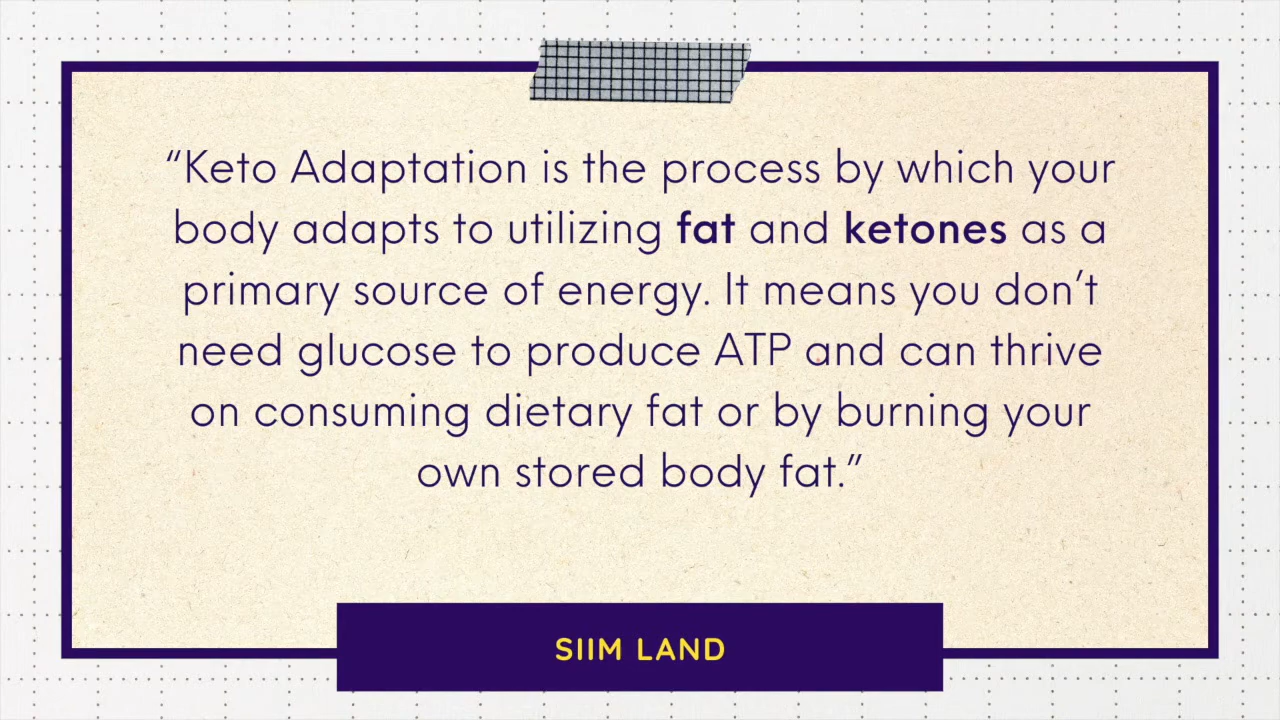 “Keto Adaptation is the process by which your
body adapts to utilizing fat and ketones as a
primary source of energy. It means you don’t
need glucose to produce ATP and can thrive
on consuming dietary fat or by burning your
own stored body fat.”
SIIM LAND